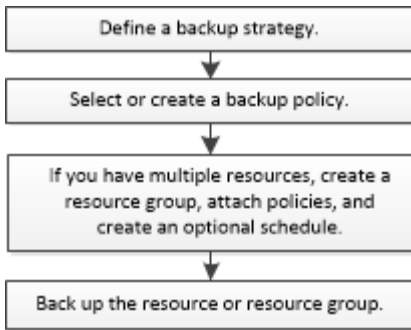 Define a backup strategy.
Select or create a backup policy.
If you have multiple resources, create a
resource group, attach policies, and
create an optional schedule.
Back up the resource or resource group.